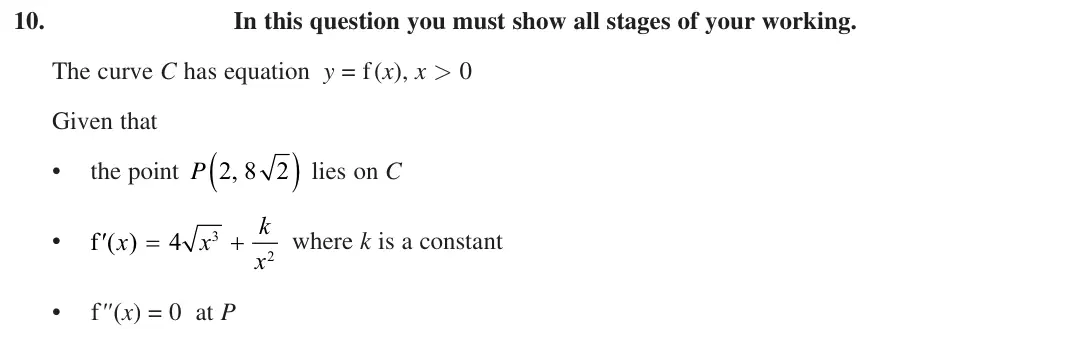 10. In this question you must show all stages of your working.
The curve C has equation y = f(x), x > 0
Given that
• the point P(2, 8√2) lies on C
• f′(x) = 4√x³ + k/x² where k is a constant
• f″(x) = 0 at P